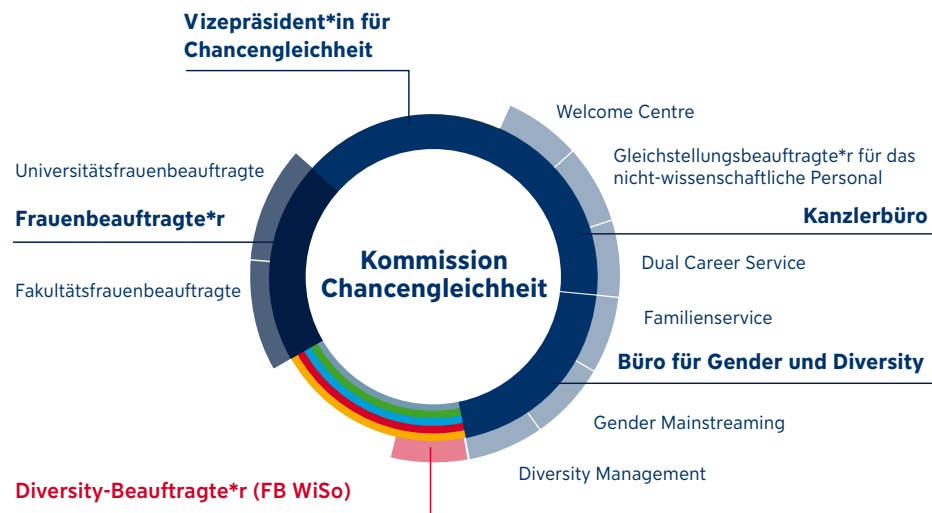 Vizepräsident*in für
Chancengleichheit
Welcome Centre
Gleichstellungsbeauftragte*r für das
nicht-wissenschaftliche Personal
Universitätsfrauenbeauftragte
Frauenbeauftragte*r
Kanzlerbüro
Kommission
Chancengleichheit
Dual Career Service
Fakultätsfrauenbeauftragte
Familienservice
Büro für Gender und Diversity
Gender Mainstreaming
Diversity Management
Diversity-Beauftragte*r (FB WiSo)